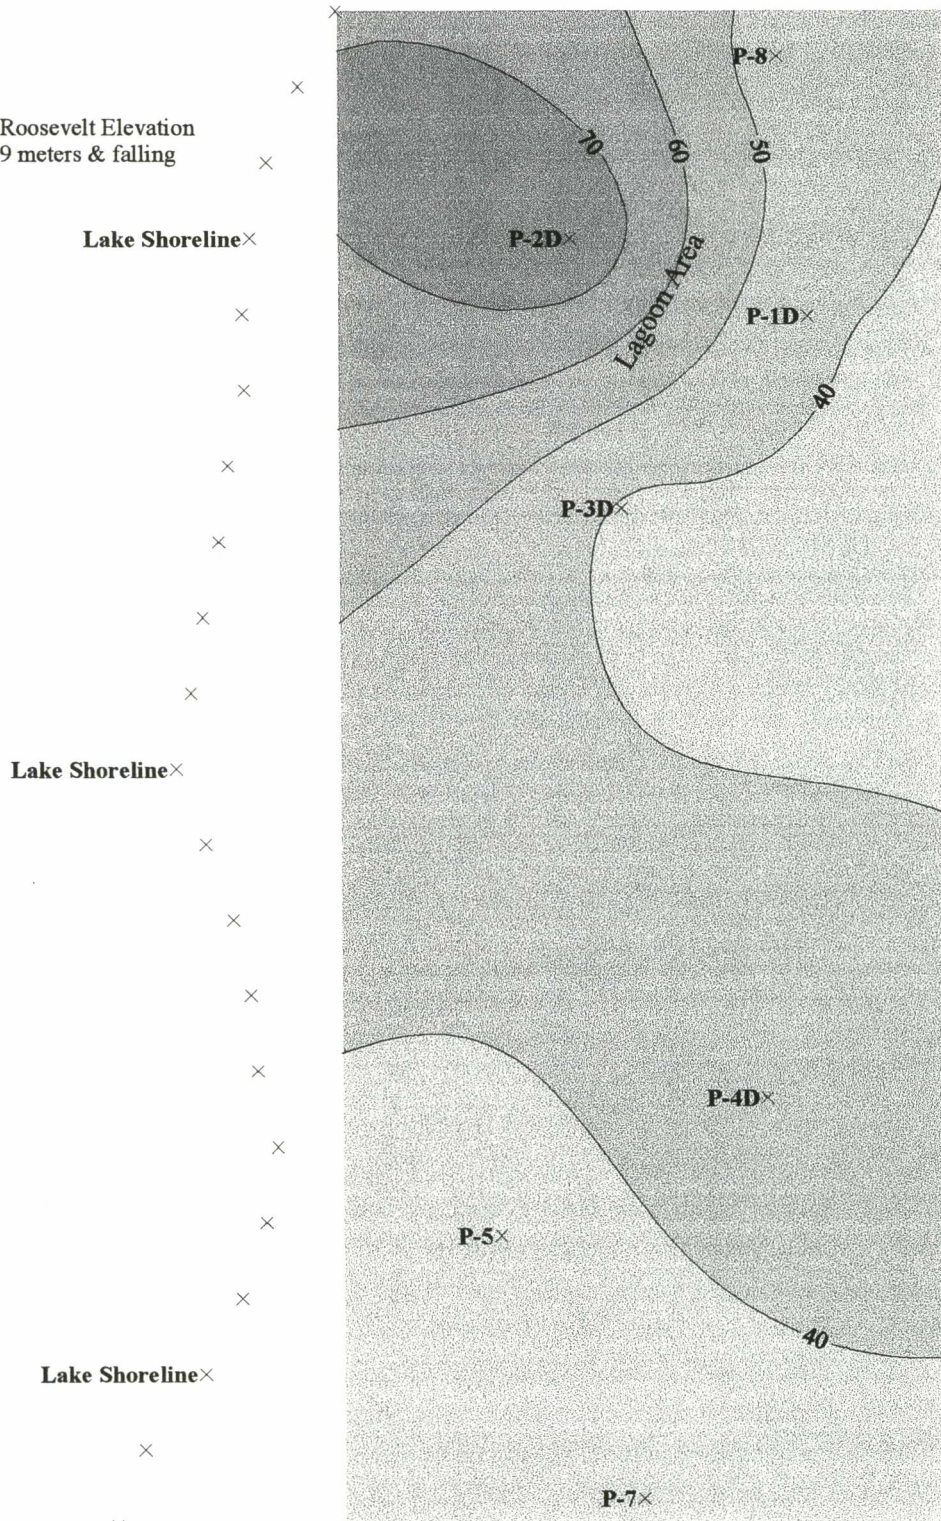 P-8
Roosevelt Elevation
9 meters & falling
70
60
50
Lake Shoreline
P-2D
Lagoon Area
P-1D
40
P-3D
Lake Shoreline
P-4D
P-5
40
Lake Shoreline
P-7